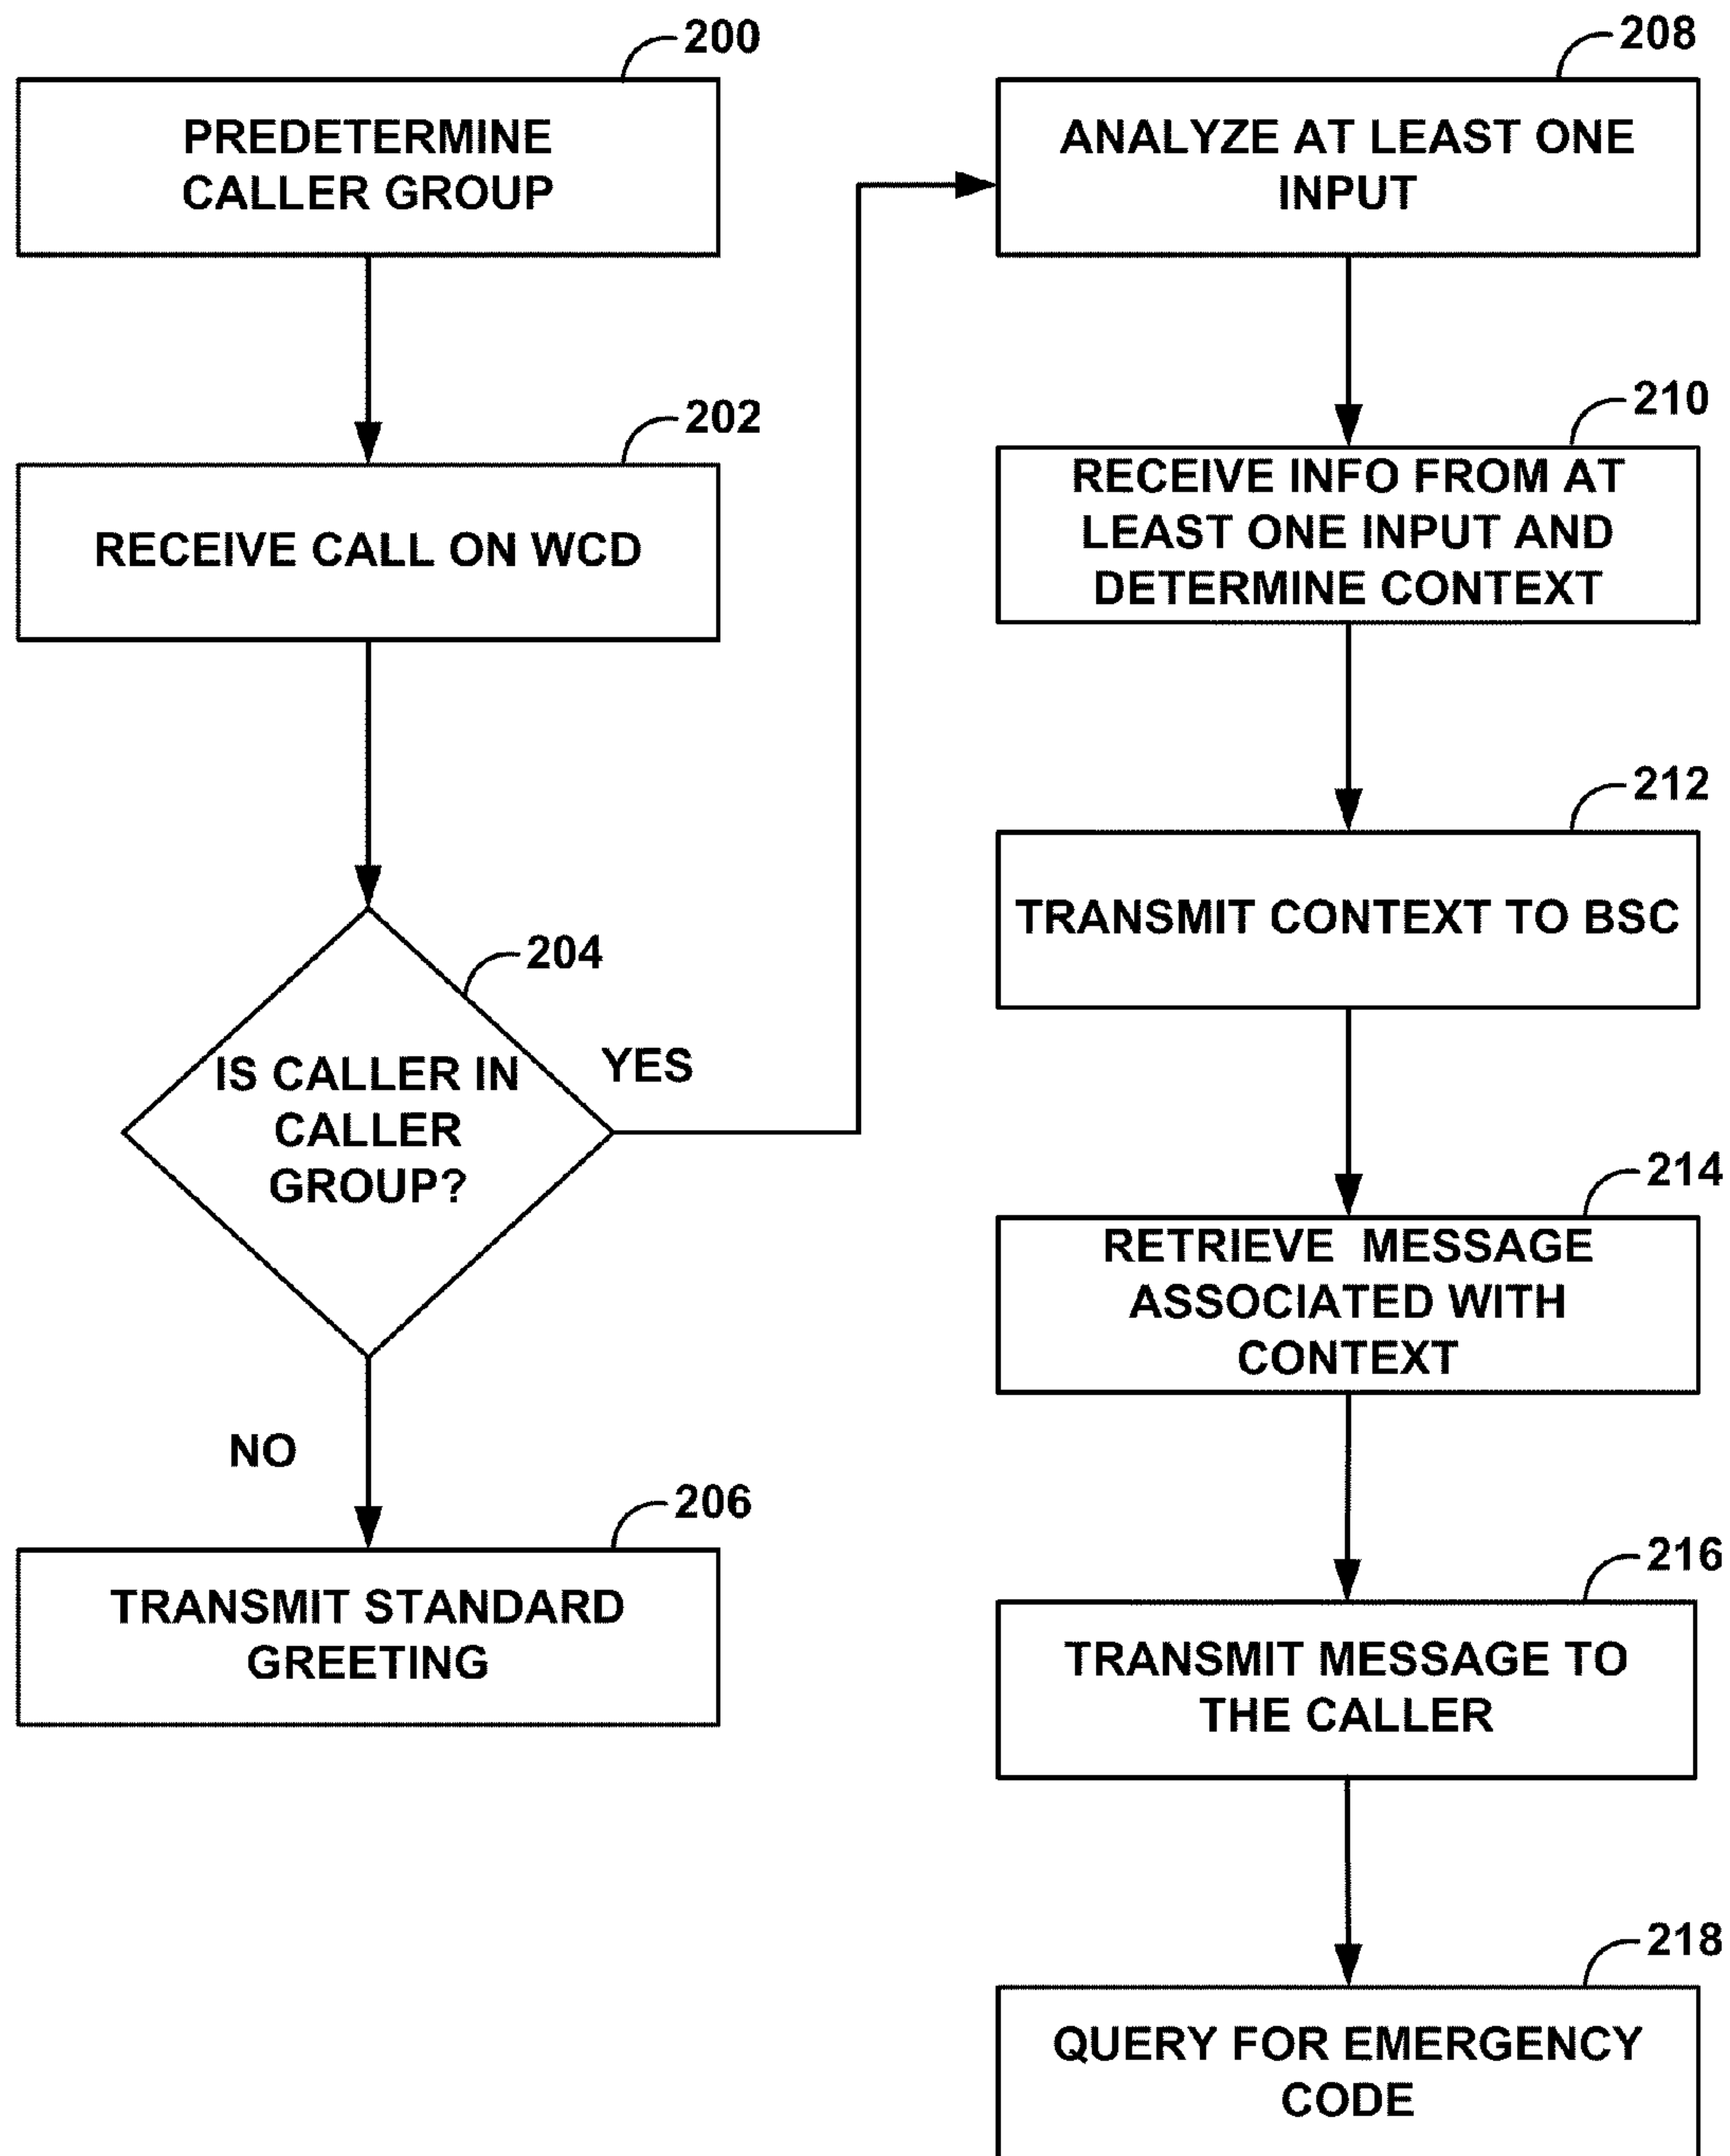 200
PREDETERMINE
CALLER GROUP
202
RECEIVE CALL ON WCD
204
IS CALLER IN
CALLER
GROUP?
YES
NO
206
TRANSMIT STANDARD
GREETING
208
ANALYZE AT LEAST ONE
INPUT
210
RECEIVE INFO FROM AT
LEAST ONE INPUT AND
DETERMINE CONTEXT
212
TRANSMIT CONTEXT TO BSC
214
RETRIEVE MESSAGE
ASSOCIATED WITH
CONTEXT
216
TRANSMIT MESSAGE TO
THE CALLER
218
QUERY FOR EMERGENCY
CODE